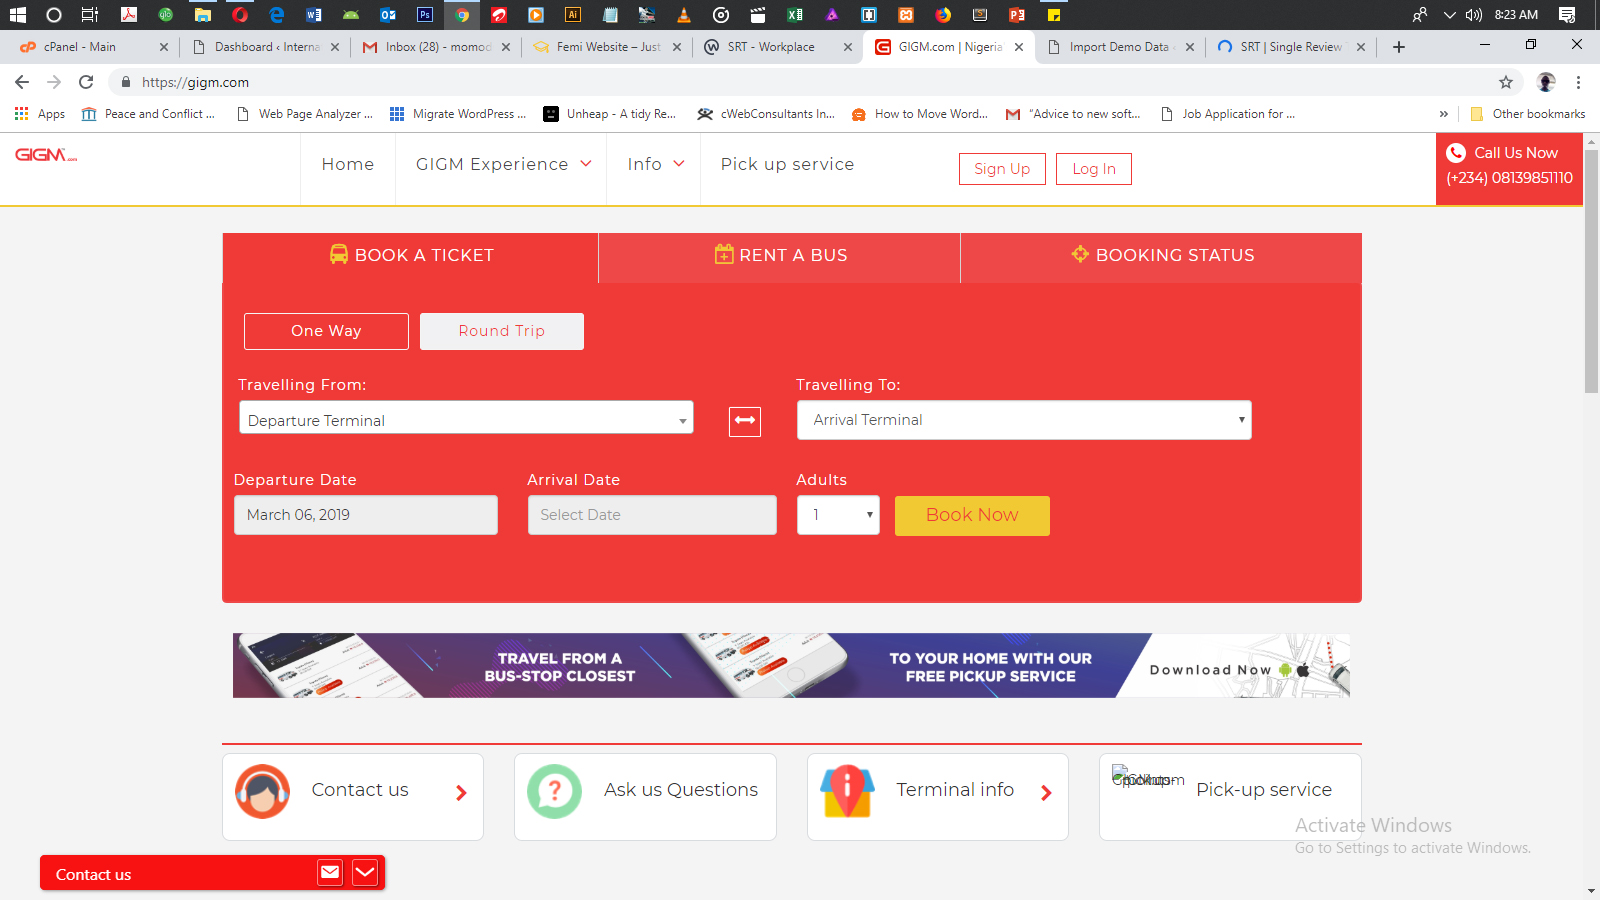 8:23 AM
cPanel - Main
Dashboard ‹ Interna
Inbox (28) - momod
Femi Website – Just
SRT - Workplace
GIGM.com | Nigeria
Import Demo Data
SRT | Single Review
https://gigm.com
Apps
Peace and Conflict ...
Web Page Analyzer ...
Migrate WordPress ...
Unheap - A tidy Re...
cWebConsultants In...
How to Move Word...
"Advice to new soft...
Job Application for ...
»
Other bookmarks
GIGM.com
Home
GIGM Experience
Info
Pick up service
Sign Up
Log In
Call Us Now
(+234) 08139851110
BOOK A TICKET
RENT A BUS
BOOKING STATUS
One Way
Round Trip
Travelling From:
Travelling To:
Departure Terminal
Arrival Terminal
Departure Date
Arrival Date
Adults
March 06, 2019
Select Date
1
Book Now
TRAVEL FROM A
BUS-STOP CLOSEST
TO YOUR HOME WITH OUR
FREE PICKUP SERVICE
Download Now
Contact us
Ask us Questions
Terminal info
Pick-up service
Activate Windows
Go to Settings to activate Windows.
Contact us